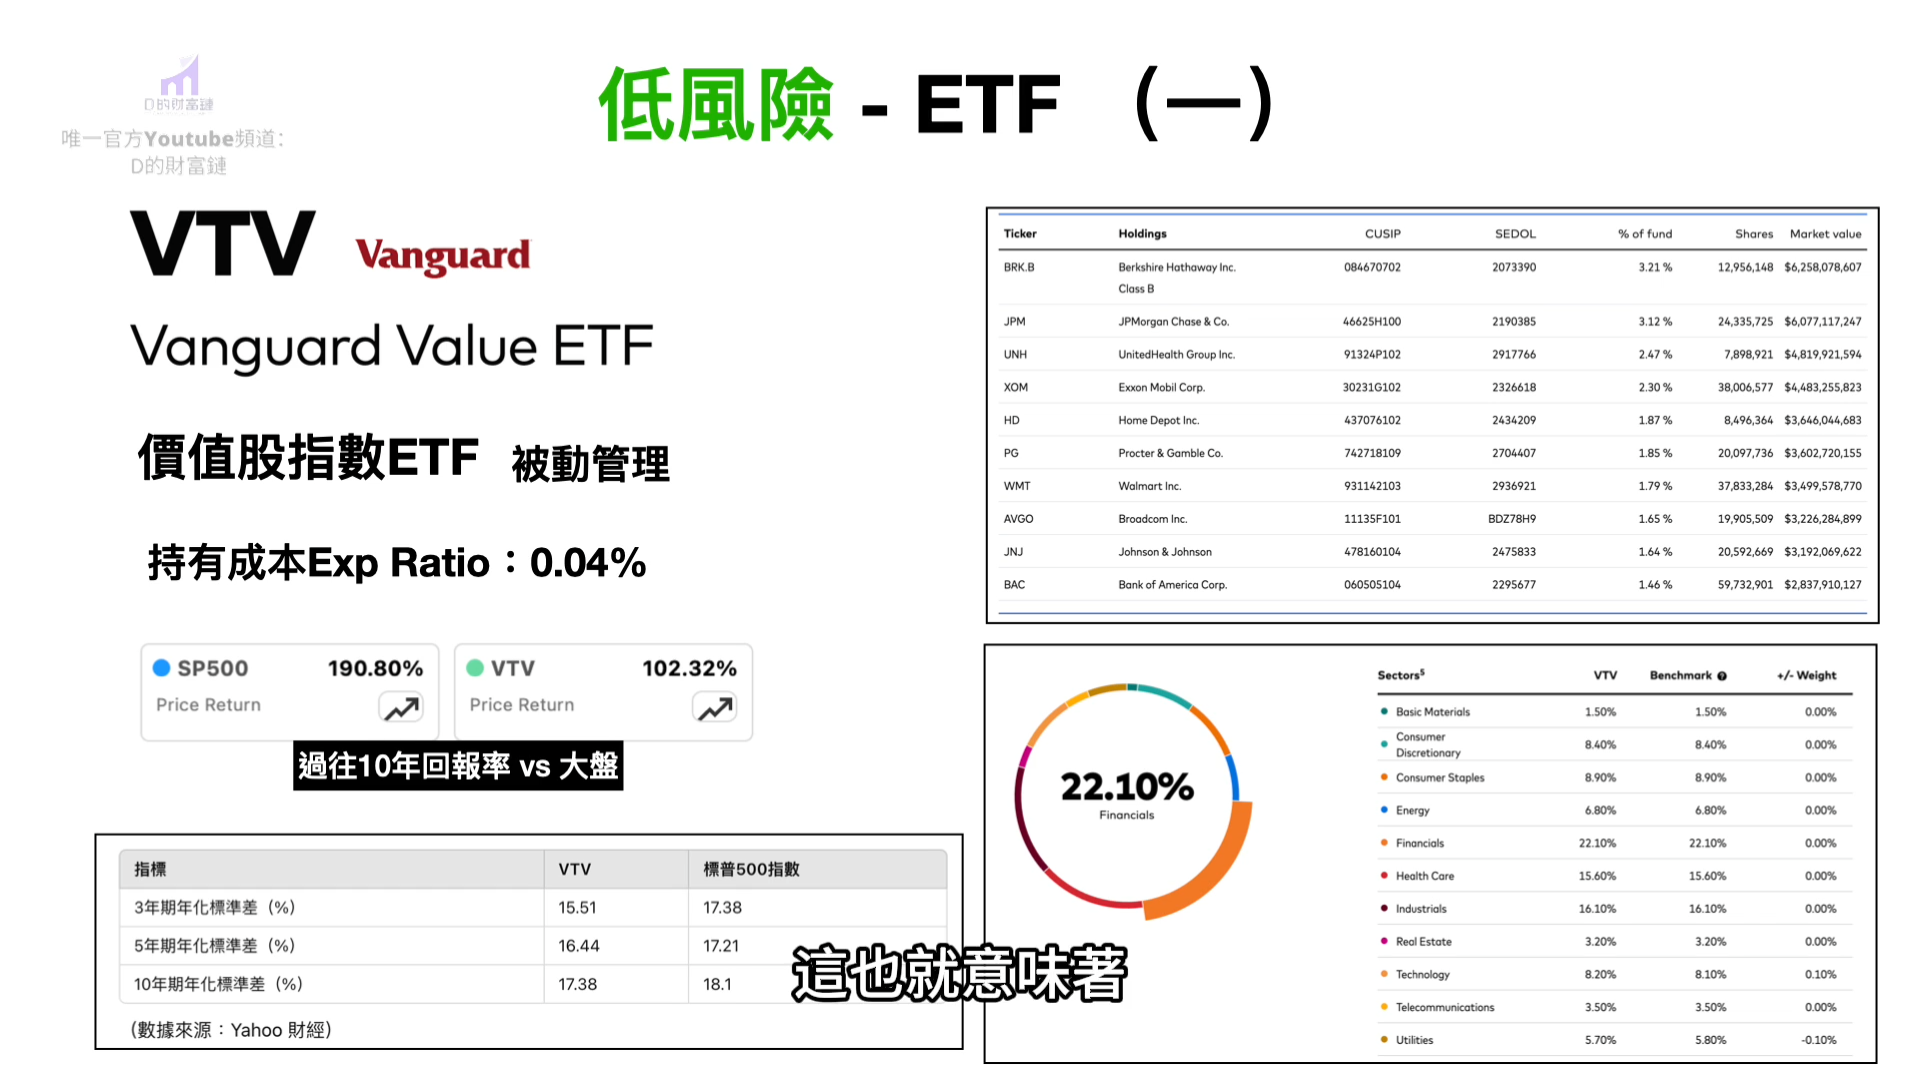 低風險 - ETF （一）
D的財富鏈
唯一官方Youtube頻道：
D的財富鏈
VTV Vanguard
Vanguard Value ETF
價值股指數ETF 被動管理
持有成本Exp Ratio：0.04%
SP500 190.80%
Price Return
VTV 102.32%
Price Return
過往10年回報率 vs 大盤
指標 VTV 標普500指數
3年期年化標準差（%） 15.51 17.38
5年期年化標準差（%） 16.44 17.21
10年期年化標準差（%） 17.38 18.1
（數據來源：Yahoo 財經）
Ticker Holdings CUSIP SEDOL % of fund Shares Market value
BRK.B Berkshire Hathaway Inc. 084670702 2073390 3.21 % 12,956,148 $6,258,078,607
Class B
JPM JPMorgan Chase & Co. 46625H100 2190385 3.12 % 24,335,725 $6,077,117,247
UNH UnitedHealth Group Inc. 91324P102 2917766 2.47 % 7,898,921 $4,819,921,594
XOM Exxon Mobil Corp. 30231G102 2326618 2.30 % 38,006,577 $4,483,255,823
HD Home Depot Inc. 437076102 2434209 1.87 % 8,496,364 $3,646,044,683
PG Procter & Gamble Co. 742718109 2704407 1.85 % 20,097,736 $3,602,720,155
WMT Walmart Inc. 931142103 2936921 1.79 % 37,833,284 $3,499,578,770
AVGO Broadcom Inc. 11135F101 BDZ78H9 1.65 % 19,905,509 $3,226,284,899
JNJ Johnson & Johnson 478160104 2475833 1.64 % 20,592,669 $3,192,069,622
BAC Bank of America Corp. 060505104 2295677 1.46 % 59,732,901 $2,837,910,127
22.10%
Financials
Sectors5 VTV Benchmark ? +/- Weight
Basic Materials 1.50% 1.50% 0.00%
Consumer
Discretionary 8.40% 8.40% 0.00%
Consumer Staples 8.90% 8.90% 0.00%
Energy 6.80% 6.80% 0.00%
Financials 22.10% 22.10% 0.00%
Health Care 15.60% 15.60% 0.00%
Industrials 16.10% 16.10% 0.00%
Real Estate 3.20% 3.20% 0.00%
Technology 8.20% 8.10% 0.10%
Telecommunications 3.50% 3.50% 0.00%
Utilities 5.70% 5.80% -0.10%
這也就意味著